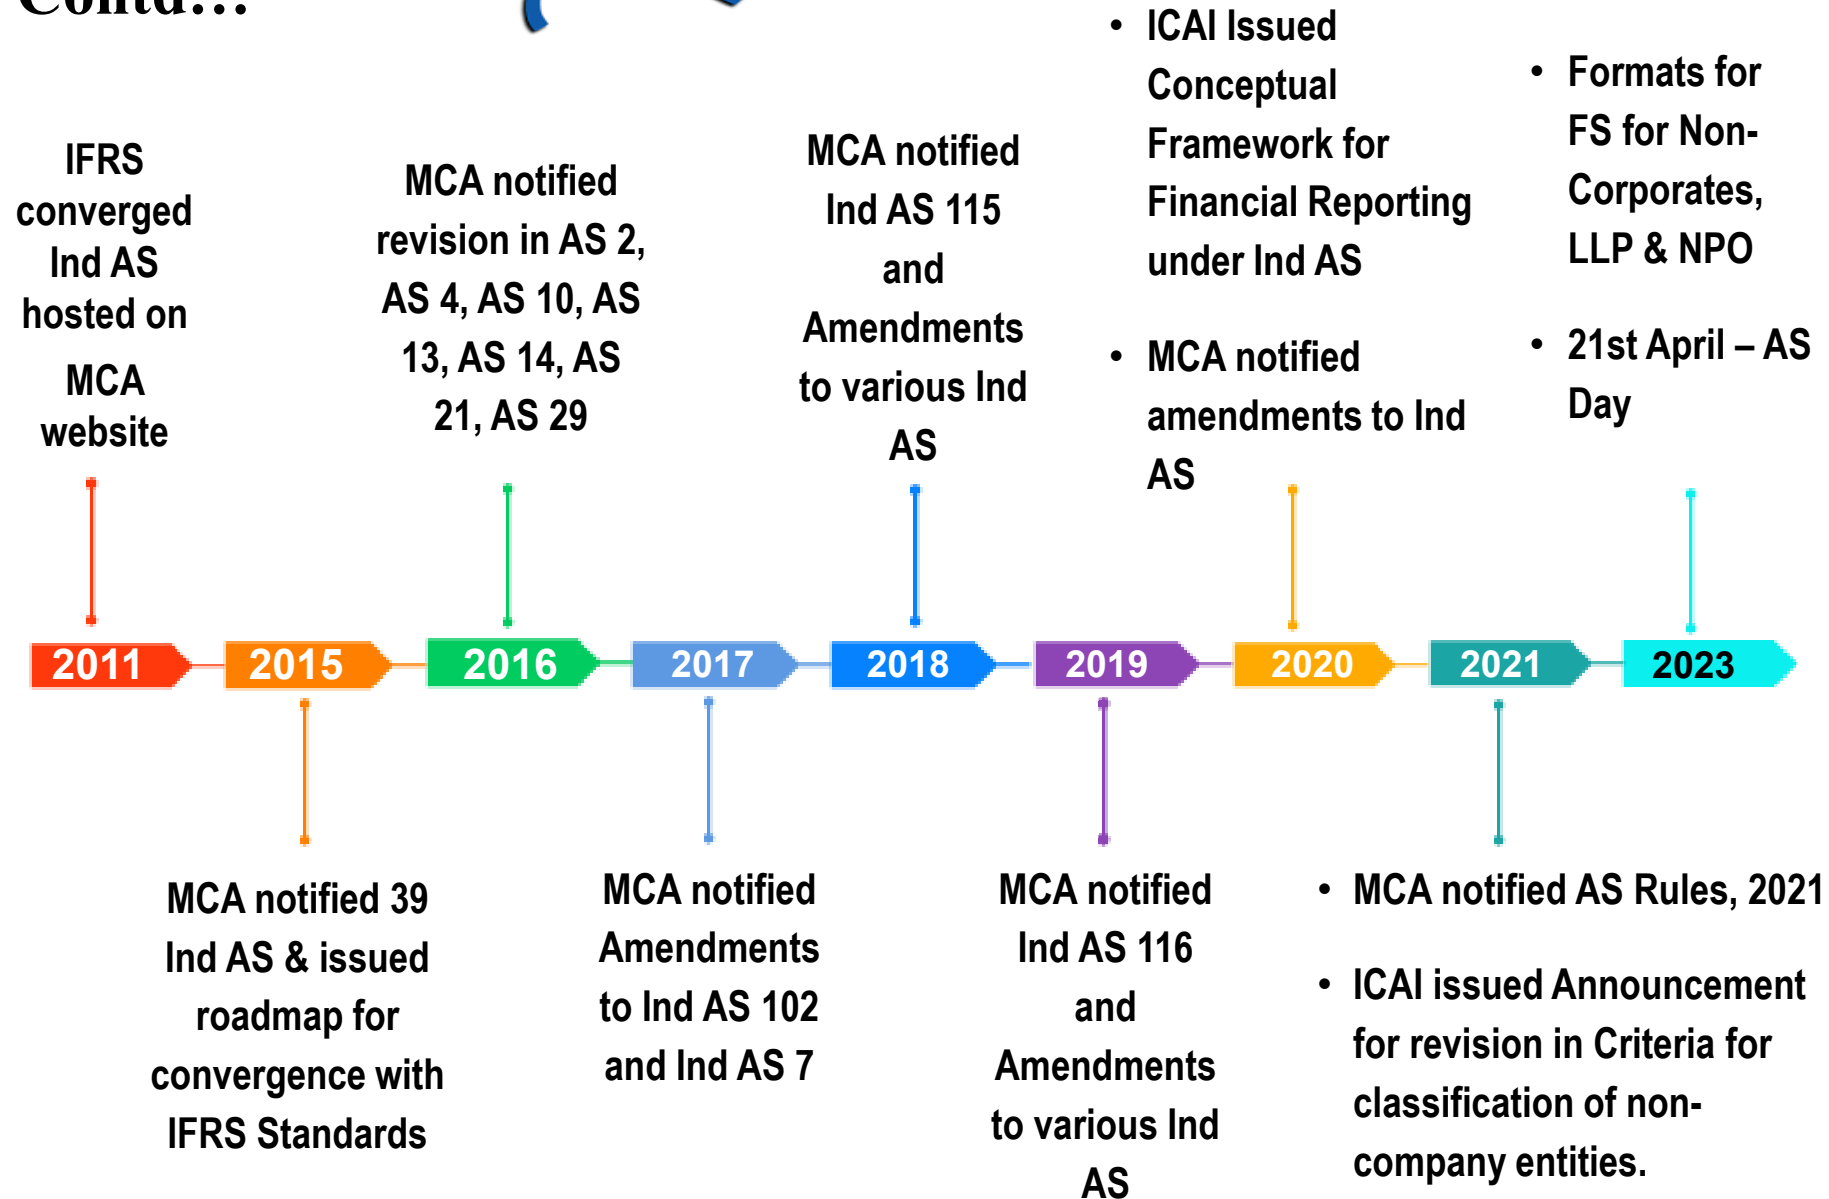 Contd…
IFRS
converged
Ind AS
hosted on
MCA
website
MCA notified
revision in AS 2,
AS 4, AS 10, AS
13, AS 14, AS
21, AS 29
MCA notified
Ind AS 115
and
Amendments
to various Ind
AS
• ICAI Issued
Conceptual
Framework for
Financial Reporting
under Ind AS
• MCA notified
amendments to Ind
AS
• Formats for
FS for Non-
Corporates,
LLP & NPO
• 21st April – AS
Day
2011 2015 2016 2017 2018 2019 2020 2021 2023
MCA notified 39
Ind AS & issued
roadmap for
convergence with
IFRS Standards
MCA notified
Amendments
to Ind AS 102
and Ind AS 7
MCA notified
Ind AS 116
and
Amendments
to various Ind
AS
• MCA notified AS Rules, 2021
• ICAI issued Announcement
for revision in Criteria for
classification of non-
company entities.